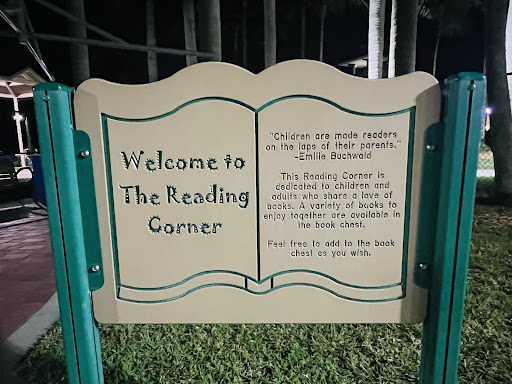 Welcome to
The Reading
Corner
"Children are made readers
on the laps of their parents."
-Emilie Buchwald
This Reading Corner is
dedicated to children and
adults who share a love of
books. A variety of books to
enjoy together are available in
the book chest.
Feel free to add to the book
chest as you wish.